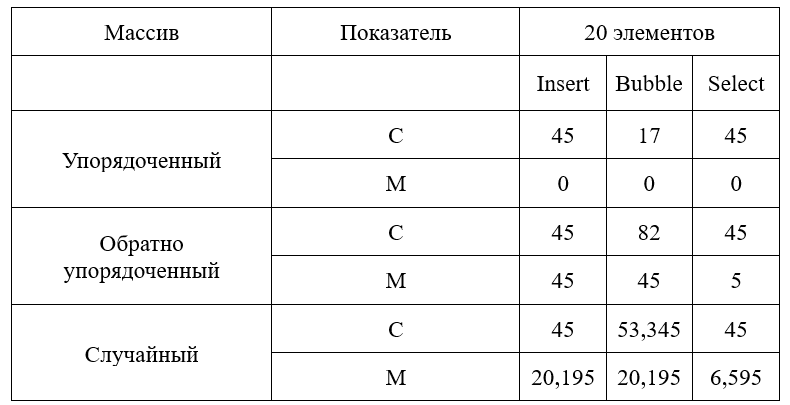 Массив Показатель 20 элементов
Insert Bubble Select
Упорядоченный
C 45 17 45
M 0 0 0
Обратно
упорядоченный
C 45 82 45
M 45 45 5
Случайный
C 45 53,345 45
M 20,195 20,195 6,595